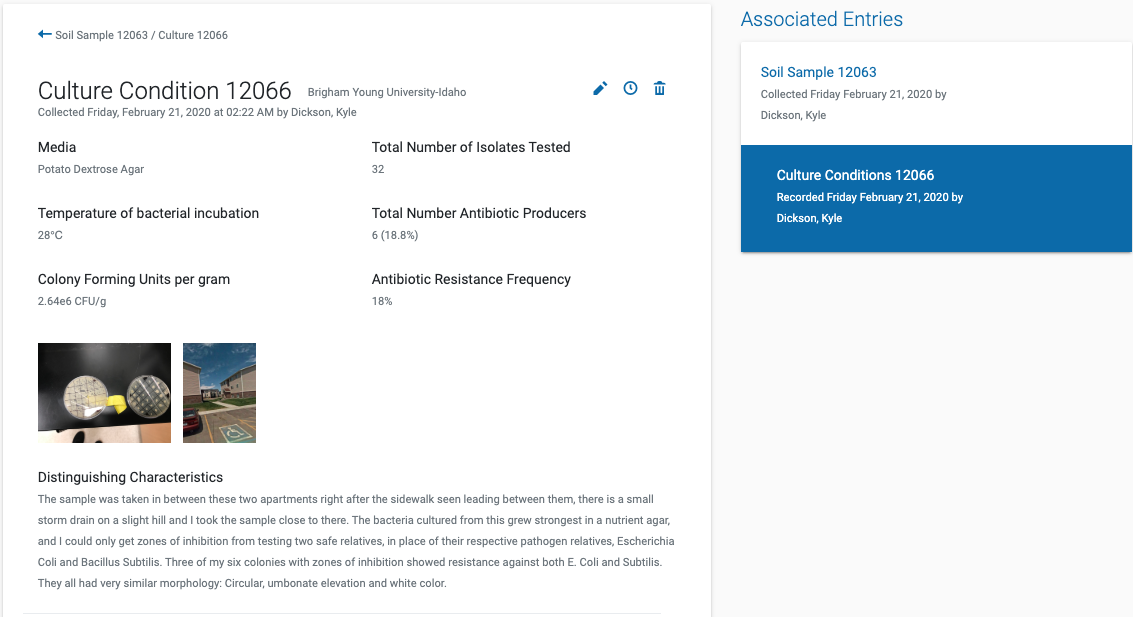 Soil Sample 12063 / Culture 12066
Culture Condition 12066
Brigham Young University-Idaho
Collected Friday, February 21, 2020 at 02:22 AM by Dickson, Kyle
Media
Potato Dextrose Agar
Total Number of Isolates Tested
32
Temperature of bacterial incubation
28°C
Total Number Antibiotic Producers
6 (18.8%)
Colony Forming Units per gram
2.64e6 CFU/g
Antibiotic Resistance Frequency
18%
Distinguishing Characteristics
The sample was taken in between these two apartments right after the sidewalk seen leading between them, there is a small
storm drain on a slight hill and I took the sample close to there. The bacteria cultured from this grew strongest in a nutrient agar,
and I could only get zones of inhibition from testing two safe relatives, in place of their respective pathogen relatives, Escherichia
Coli and Bacillus Subtilis. Three of my six colonies with zones of inhibition showed resistance against both E. Coli and Subtilis.
They all had very similar morphology: Circular, umbonate elevation and white color.
Associated Entries
Soil Sample 12063
Collected Friday February 21, 2020 by
Dickson, Kyle
Culture Conditions 12066
Recorded Friday February 21, 2020 by
Dickson, Kyle